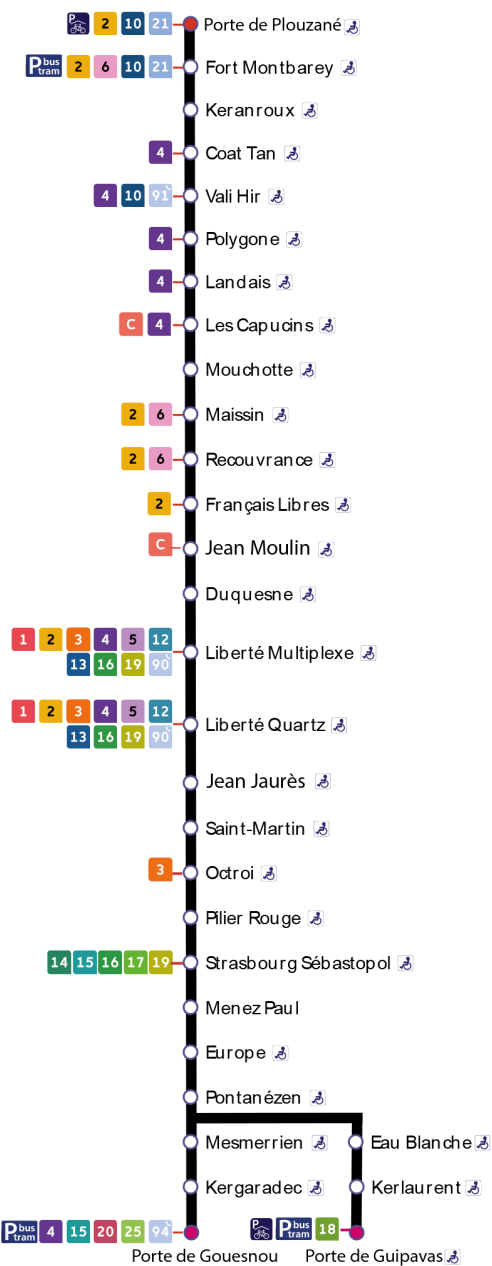 P 2 10 21 Porte de Plouzané
P bus tram 2 6 10 21 Fort Montbarey
Keranroux
4 Coat Tan
4 10 91 Vali Hir
4 Polygone
4 Landais
C 4 Les Capucins
Mouchotte
2 6 Maissin
2 6 Recouvrance
2 Français Libres
C Jean Moulin
Duquesne
1 2 3 4 5 12
13 16 19 90 Liberté Multiplexe
1 2 3 4 5 12
13 16 19 90 Liberté Quartz
Jean Jaurès
Saint-Martin
3 Octroi
Pilier Rouge
14 15 16 17 19 Strasbourg Sébastopol
Menez Paul
Europe
Pontanézen
Mesmerrien Eau Blanche
Kergaradec Kerlaurent
P bus tram 4 15 20 25 94 P P bus tram 18
Porte de Gouesnou Porte de Guipavas